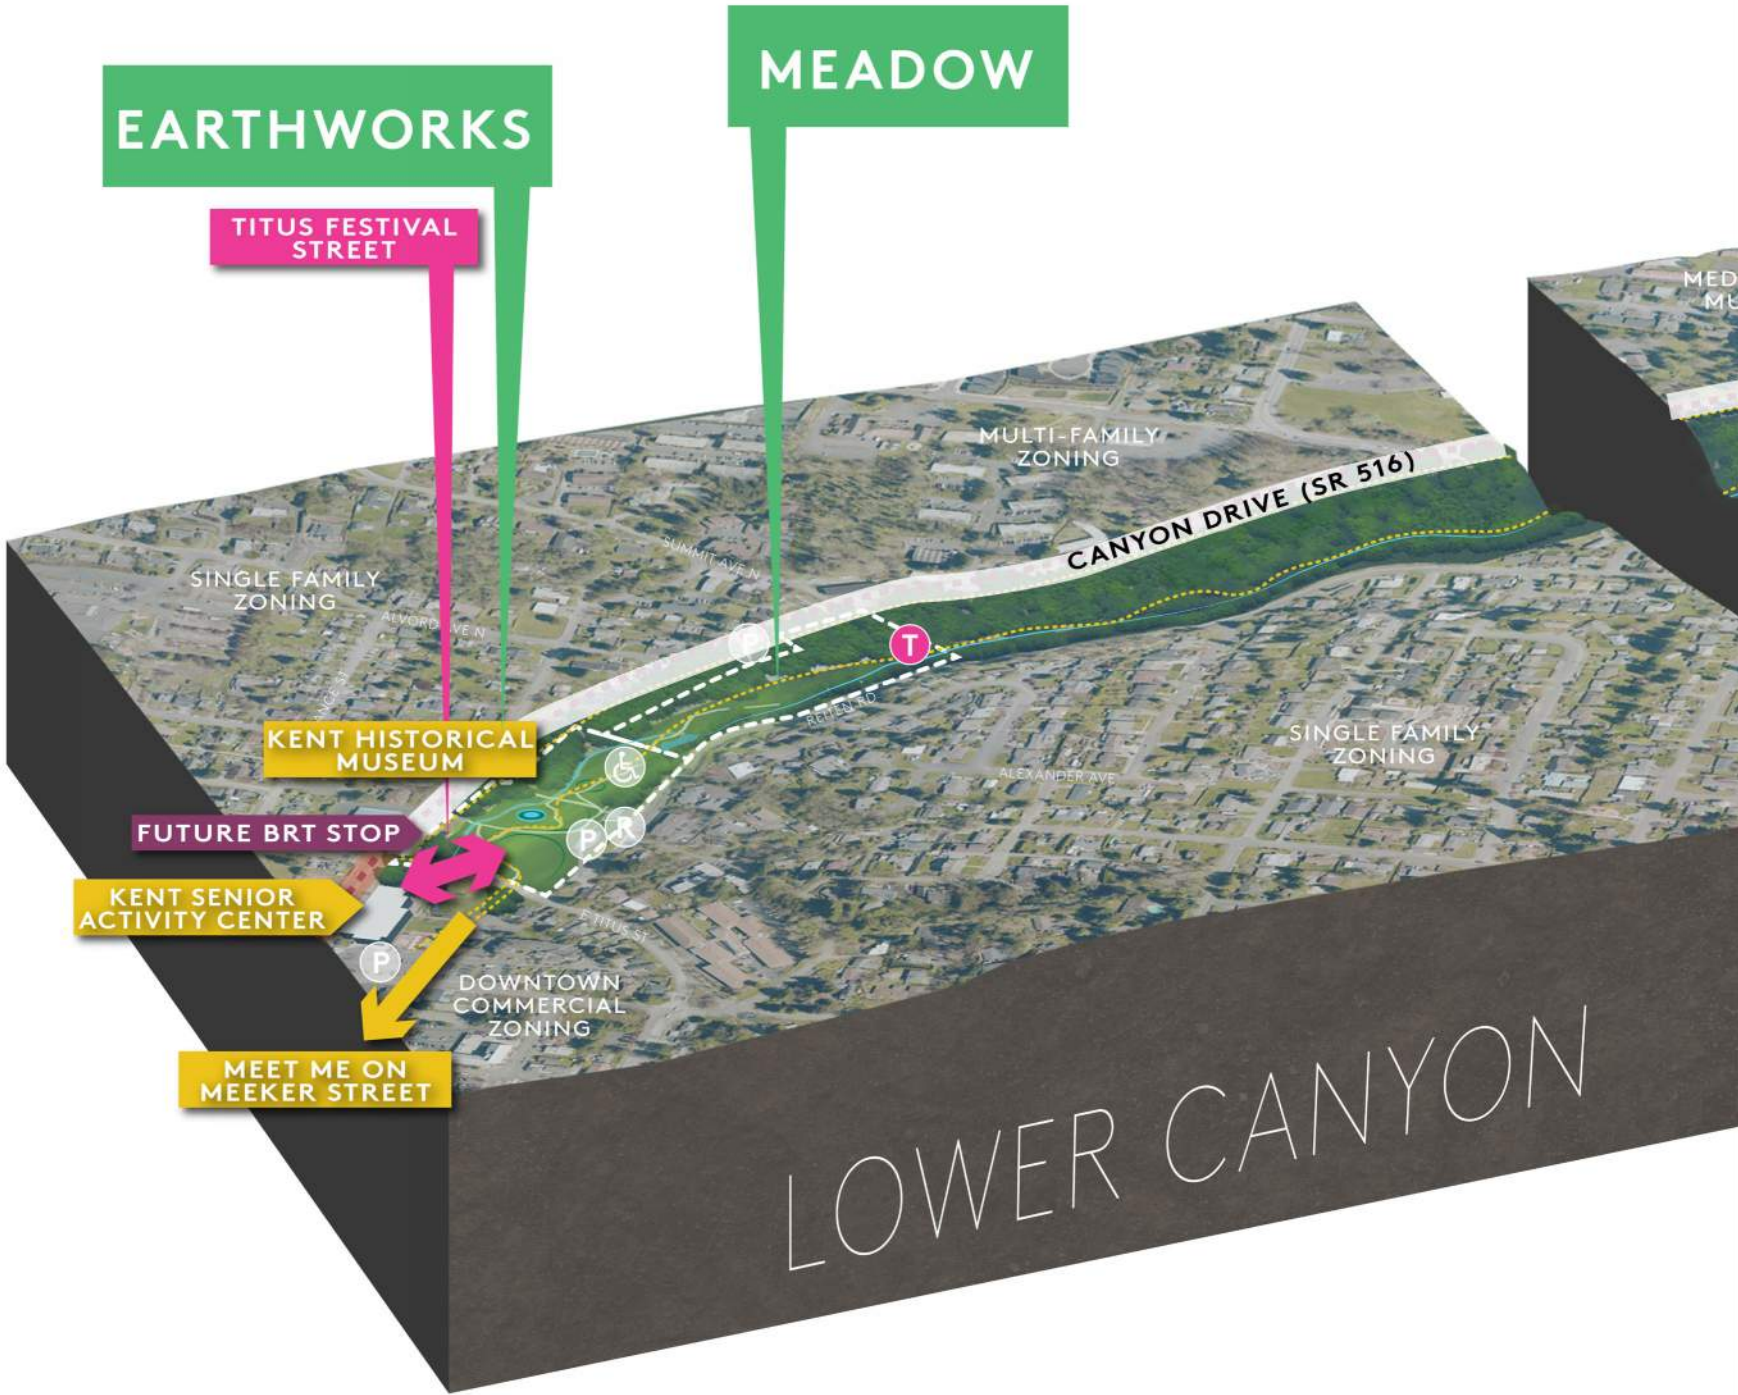 MEADOW
EARTHWORKS
TITUS FESTIVAL
STREET
MULTI-FAMILY
ZONING
CANYON DRIVE (SR 516)
SUMMIT AVE N
SINGLE FAMILY
ZONING
ALVORD AVE N
P
T
REITEN RD
KENT HISTORICAL
MUSEUM
SINGLE FAMILY
ZONING
ALEXANDER AVE
FUTURE BRT STOP
P
R
KENT SENIOR
ACTIVITY CENTER
E TITUS ST
P
DOWNTOWN
COMMERCIAL
ZONING
MEET ME ON
MEEKER STREET
LOWER CANYON